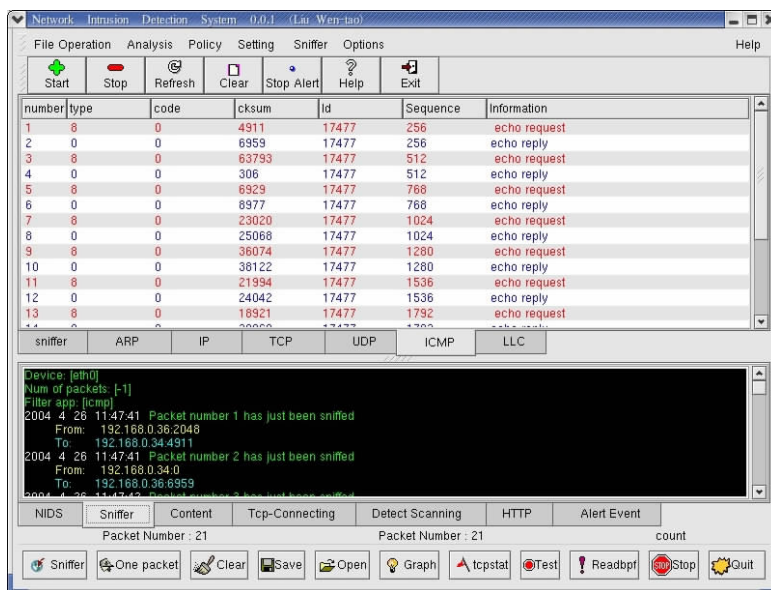 Network Intrusion Detection System 0.0.1 (Liu Wen-tao)
File Operation Analysis Policy Setting Sniffer Options Help
Start Stop Refresh Clear Stop Alert Help Exit
number type code cksum Id Sequence Information
1 8 0 4911 17477 256 echo request
2 0 0 6959 17477 256 echo reply
3 8 0 63793 17477 512 echo request
4 0 0 306 17477 512 echo reply
5 8 0 6929 17477 768 echo request
6 0 0 8977 17477 768 echo reply
7 8 0 23020 17477 1024 echo request
8 0 0 25068 17477 1024 echo reply
9 8 0 36074 17477 1280 echo request
10 0 0 38122 17477 1280 echo reply
11 8 0 21994 17477 1536 echo request
12 0 0 24042 17477 1536 echo reply
13 8 0 18921 17477 1792 echo request
sniffer ARP IP TCP UDP ICMP LLC
Device: [eth0]
Num of packets: [-1]
Filter app: [icmp]
2004 4 26 11:47:41 Packet number 1 has just been sniffed
From: 192.168.0.36:2048
To: 192.168.0.34:4911
2004 4 26 11:47:41 Packet number 2 has just been sniffed
From: 192.168.0.34:0
To: 192.168.0.36:6959
NIDS Sniffer Content Tcp-Connecting Detect Scanning HTTP Alert Event
Packet Number : 21 Packet Number : 21 count
Sniffer One packet Clear Save Open Graph tcpstat Test Readbpf STOP Stop Quit